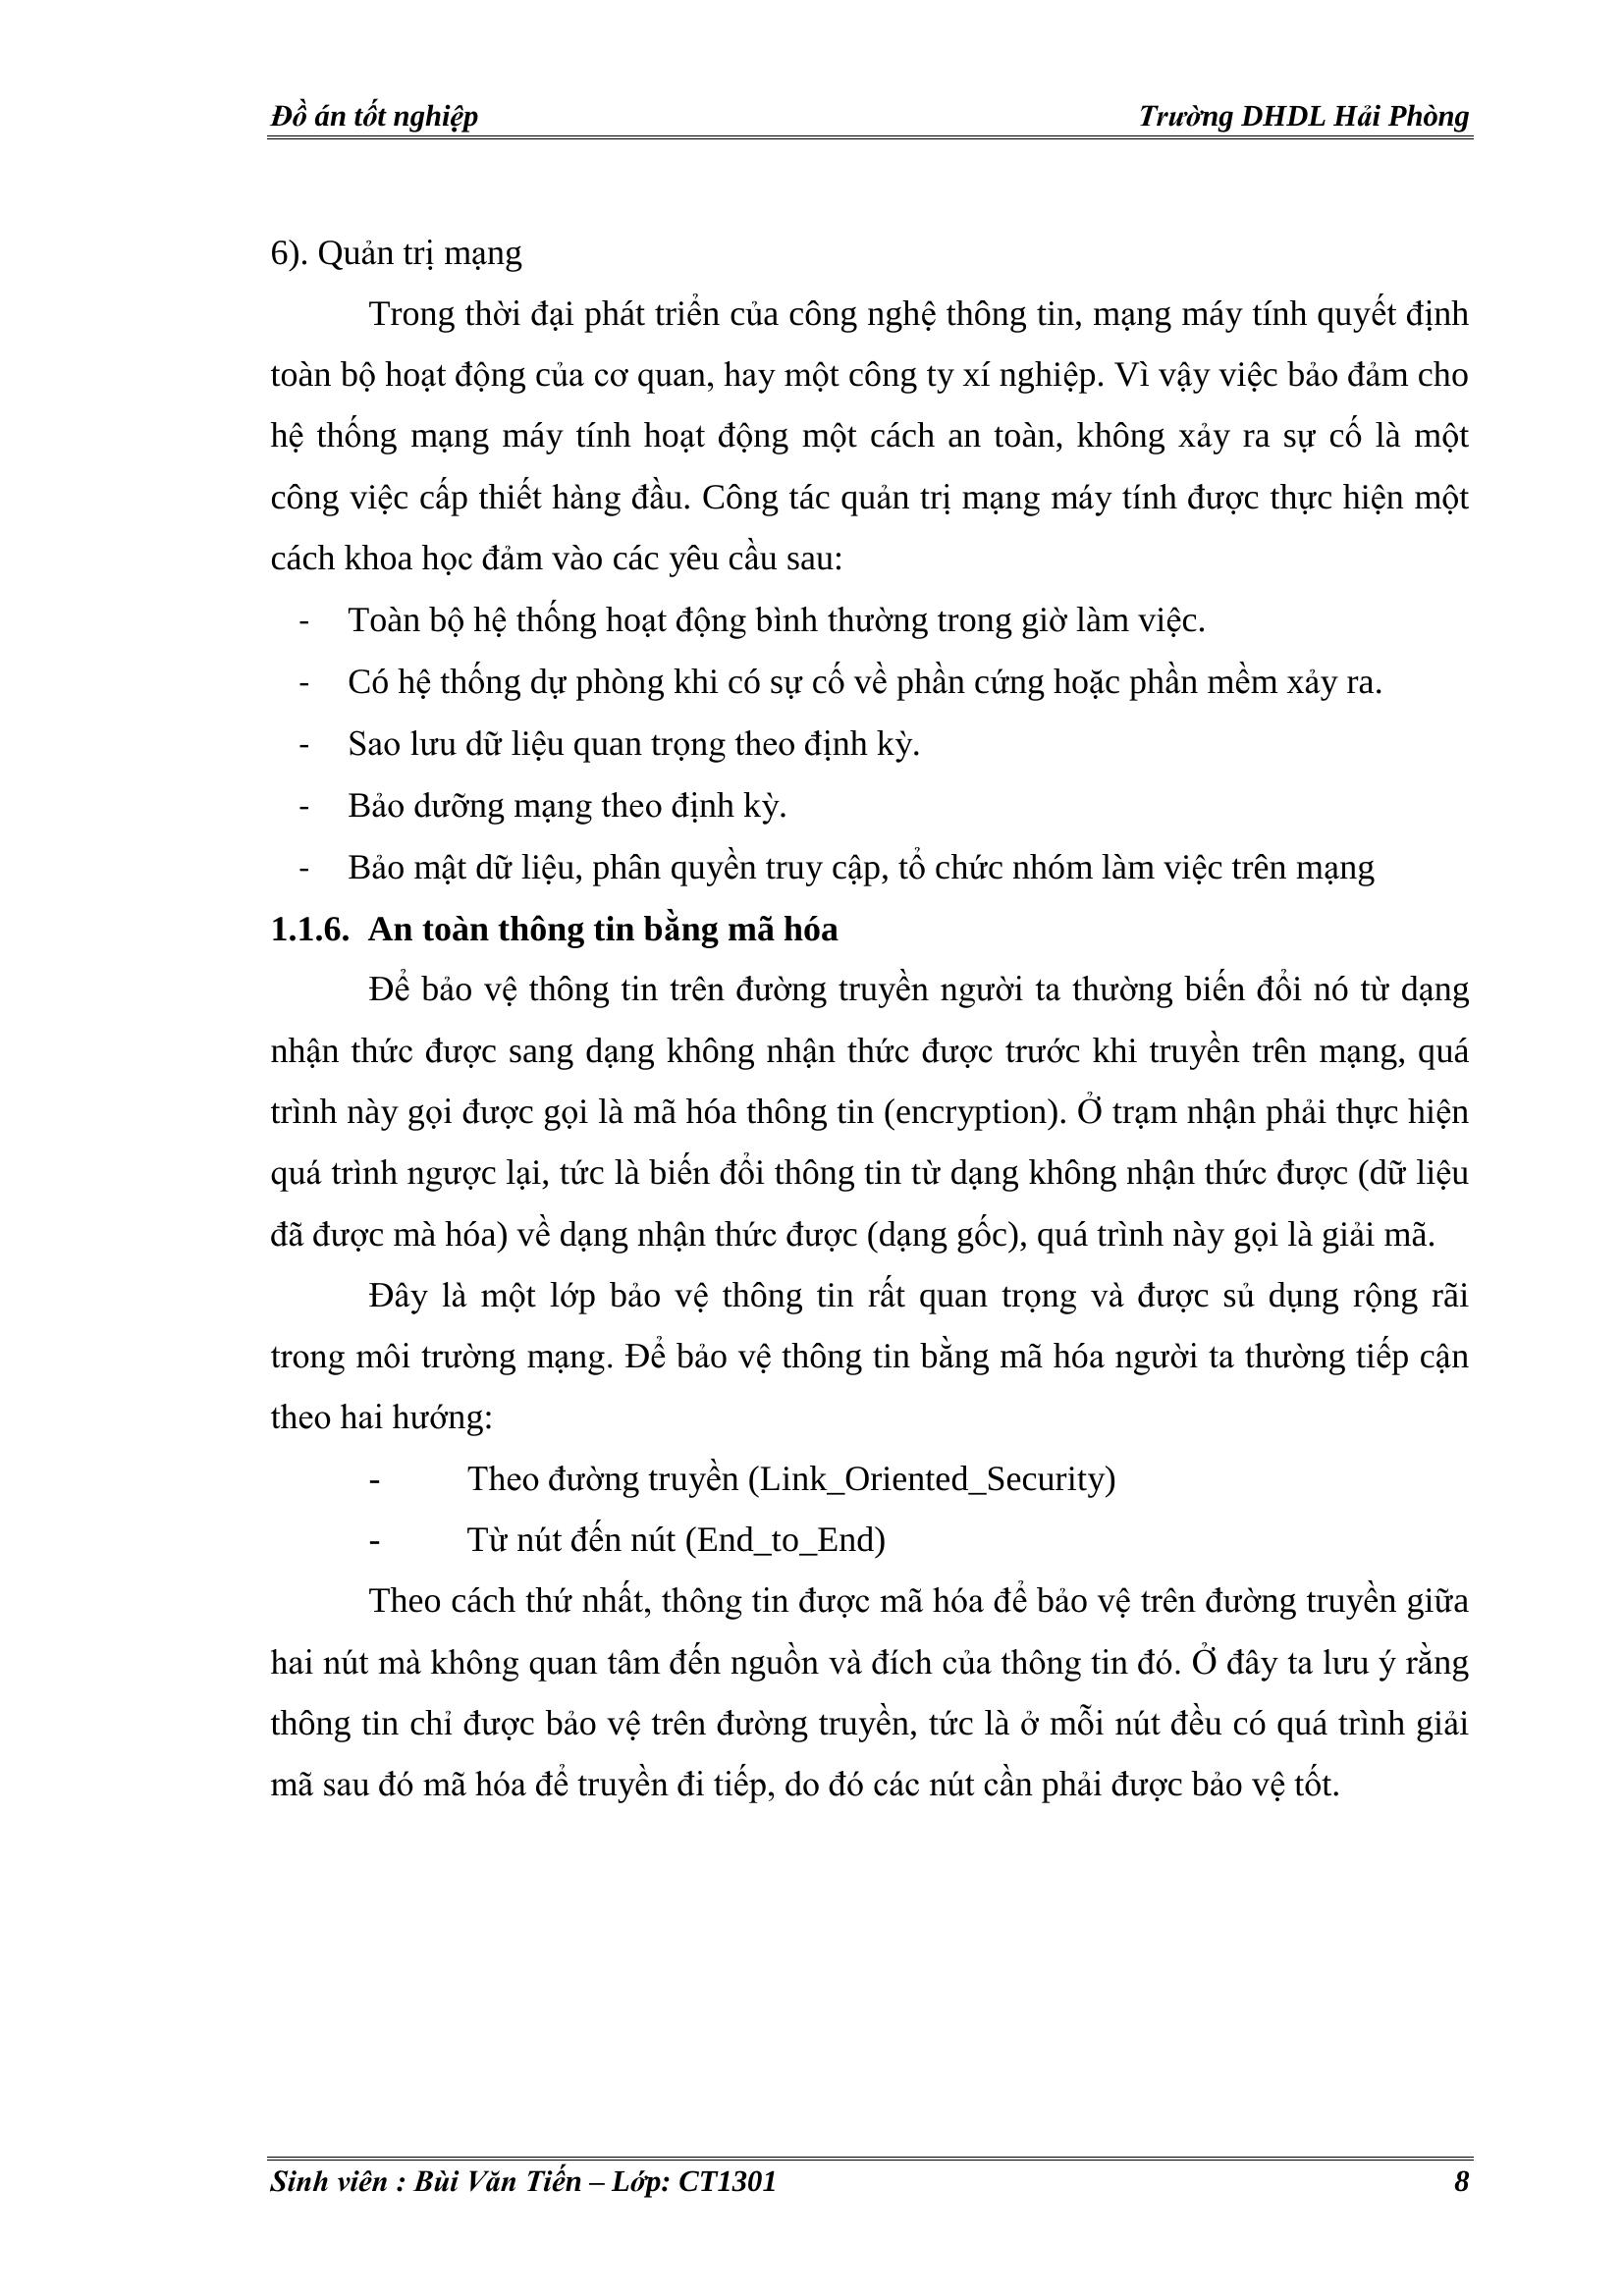 Đồ án tốt nghiệp Trường DHDL Hải Phòng
6). Quản trị mạng
Trong thời đại phát triển của công nghệ thông tin, mạng máy tính quyết định
toàn bộ hoạt động của cơ quan, hay một công ty xí nghiệp. Vì vậy việc bảo đảm cho
hệ thống mạng máy tính hoạt động một cách an toàn, không xảy ra sự cố là một
công việc cấp thiết hàng đầu. Công tác quản trị mạng máy tính được thực hiện một
cách khoa học đảm vào các yêu cầu sau:
- Toàn bộ hệ thống hoạt động bình thường trong giờ làm việc.
- Có hệ thống dự phòng khi có sự cố về phần cứng hoặc phần mềm xảy ra.
- Sao lưu dữ liệu quan trọng theo định kỳ.
- Bảo dưỡng mạng theo định kỳ.
- Bảo mật dữ liệu, phân quyền truy cập, tổ chức nhóm làm việc trên mạng
1.1.6. An toàn thông tin bằng mã hóa
Để bảo vệ thông tin trên đường truyền người ta thường biến đổi nó từ dạng
nhận thức được sang dạng không nhận thức được trước khi truyền trên mạng, quá
trình này gọi được gọi là mã hóa thông tin (encryption). Ở trạm nhận phải thực hiện
quá trình ngược lại, tức là biến đổi thông tin từ dạng không nhận thức được (dữ liệu
đã được mà hóa) về dạng nhận thức được (dạng gốc), quá trình này gọi là giải mã.
Đây là một lớp bảo vệ thông tin rất quan trọng và được sủ dụng rộng rãi
trong môi trường mạng. Để bảo vệ thông tin bằng mã hóa người ta thường tiếp cận
theo hai hướng:
- Theo đường truyền (Link_Oriented_Security)
- Từ nút đến nút (End_to_End)
Theo cách thứ nhất, thông tin được mã hóa để bảo vệ trên đường truyền giữa
hai nút mà không quan tâm đến nguồn và đích của thông tin đó. Ở đây ta lưu ý rằng
thông tin chỉ được bảo vệ trên đường truyền, tức là ở mỗi nút đều có quá trình giải
mã sau đó mã hóa để truyền đi tiếp, do đó các nút cần phải được bảo vệ tốt.
Sinh viên : Bùi Văn Tiến – Lớp: CT1301 8